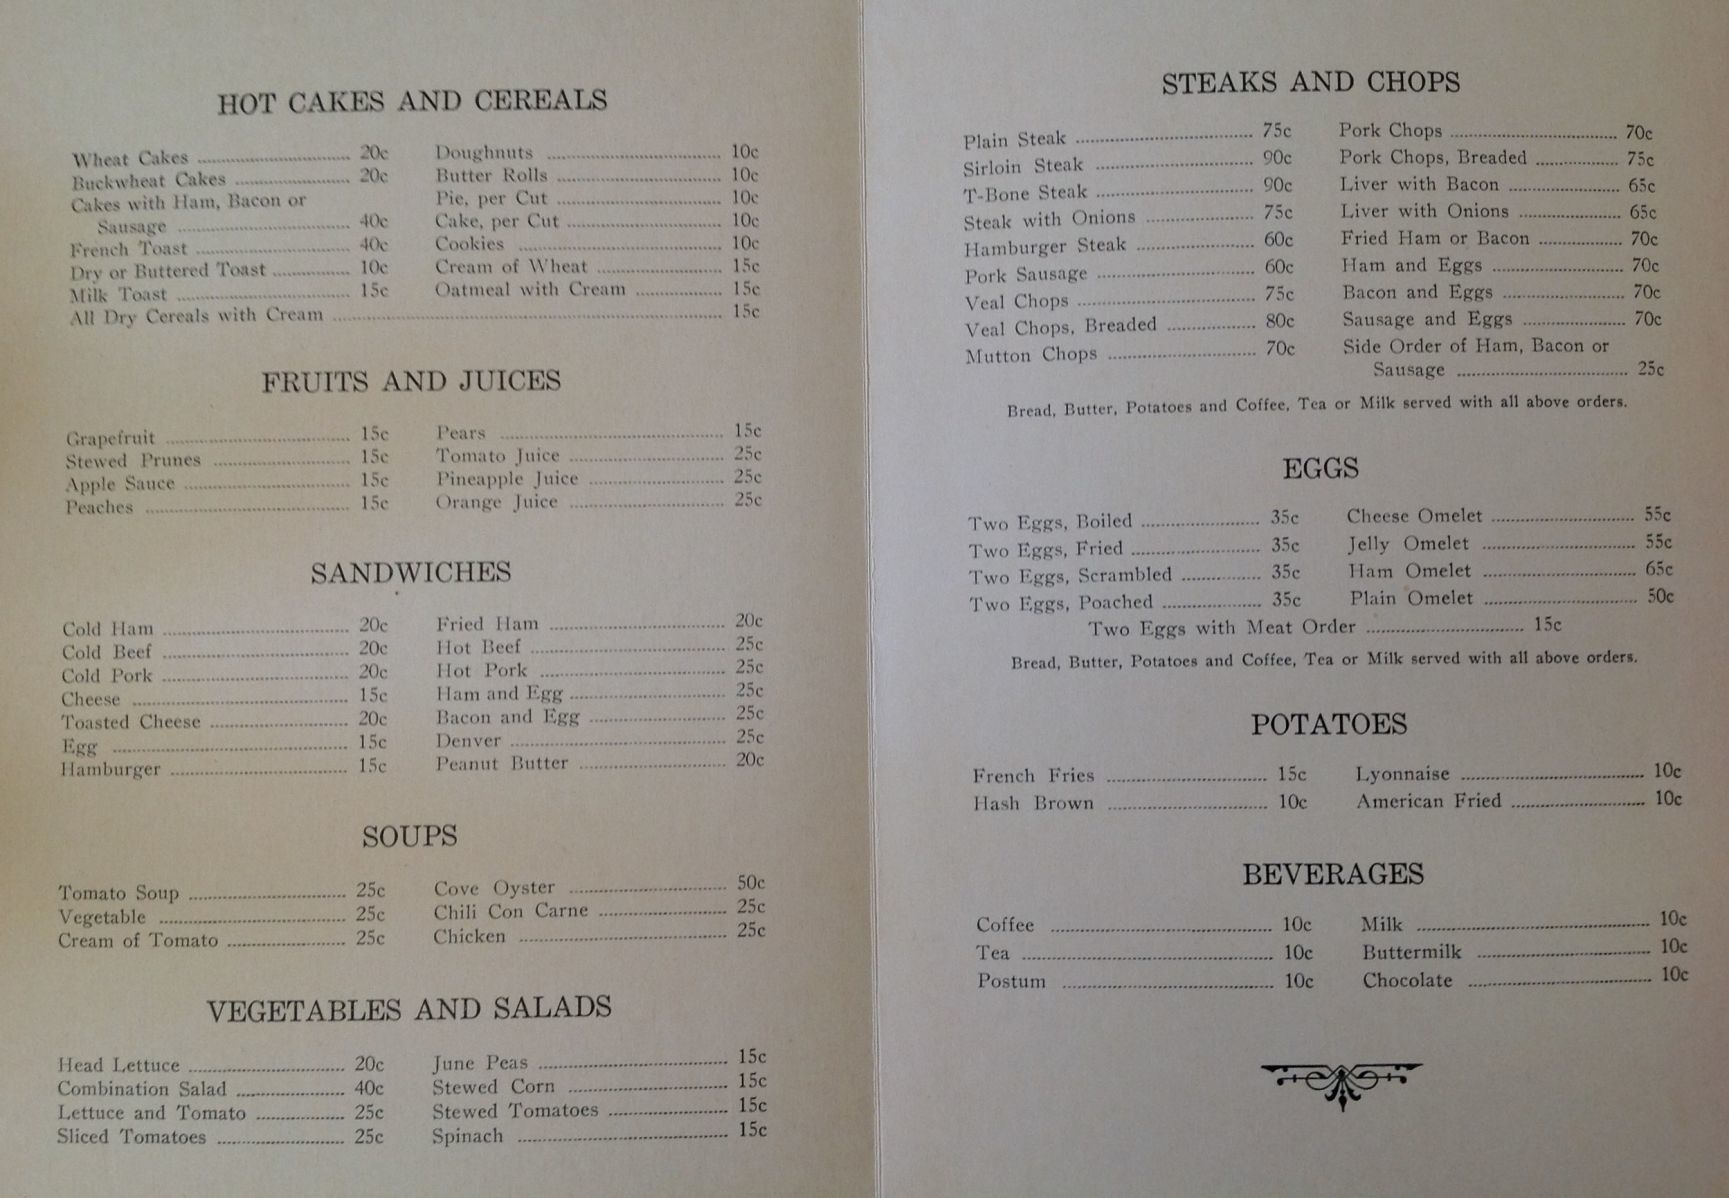 HOT CAKES AND CEREALS
Wheat Cakes 20c
Buckwheat Cakes 20c
Cakes with Ham, Bacon or
Sausage 40c
French Toast 40c
Dry or Buttered Toast 10c
Milk Toast 15c
Doughnuts 10c
Butter Rolls 10c
Pie, per Cut 10c
Cake, per Cut 10c
Cookies 10c
Cream of Wheat 15c
Oatmeal with Cream 15c
All Dry Cereals with Cream 15c
FRUITS AND JUICES
Grapefruit 15c
Stewed Prunes 15c
Apple Sauce 15c
Peaches 15c
Pears 15c
Tomato Juice 25c
Pineapple Juice 25c
Orange Juice 25c
SANDWICHES
Cold Ham 20c
Cold Beef 20c
Cold Pork 20c
Cheese 15c
Toasted Cheese 20c
Egg 15c
Hamburger 15c
Fried Ham 20c
Hot Beef 25c
Hot Pork 25c
Ham and Egg 25c
Bacon and Egg 25c
Denver 25c
Peanut Butter 20c
SOUPS
Tomato Soup 25c
Vegetable 25c
Cream of Tomato 25c
Cove Oyster 50c
Chili Con Carne 25c
Chicken 25c
VEGETABLES AND SALADS
Head Lettuce 20c
Combination Salad 40c
Lettuce and Tomato 25c
Sliced Tomatoes 25c
June Peas 15c
Stewed Corn 15c
Stewed Tomatoes 15c
Spinach 15c
STEAKS AND CHOPS
Plain Steak 75c
Sirloin Steak 90c
T-Bone Steak 90c
Steak with Onions 75c
Hamburger Steak 60c
Pork Sausage 60c
Veal Chops 75c
Veal Chops, Breaded 80c
Mutton Chops 70c
Pork Chops 70c
Pork Chops, Breaded 75c
Liver with Bacon 65c
Liver with Onions 65c
Fried Ham or Bacon 70c
Ham and Eggs 70c
Bacon and Eggs 70c
Sausage and Eggs 70c
Side Order of Ham, Bacon or
Sausage 25c
Bread, Butter, Potatoes and Coffee, Tea or Milk served with all above orders.
EGGS
Two Eggs, Boiled 35c
Two Eggs, Fried 35c
Two Eggs, Scrambled 35c
Two Eggs, Poached 35c
Cheese Omelet 55c
Jelly Omelet 55c
Ham Omelet 65c
Plain Omelet 50c
Two Eggs with Meat Order 15c
Bread, Butter, Potatoes and Coffee, Tea or Milk served with all above orders.
POTATOES
French Fries 15c
Hash Brown 10c
Lyonnaise 10c
American Fried 10c
BEVERAGES
Coffee 10c
Tea 10c
Postum 10c
Milk 10c
Buttermilk 10c
Chocolate 10c